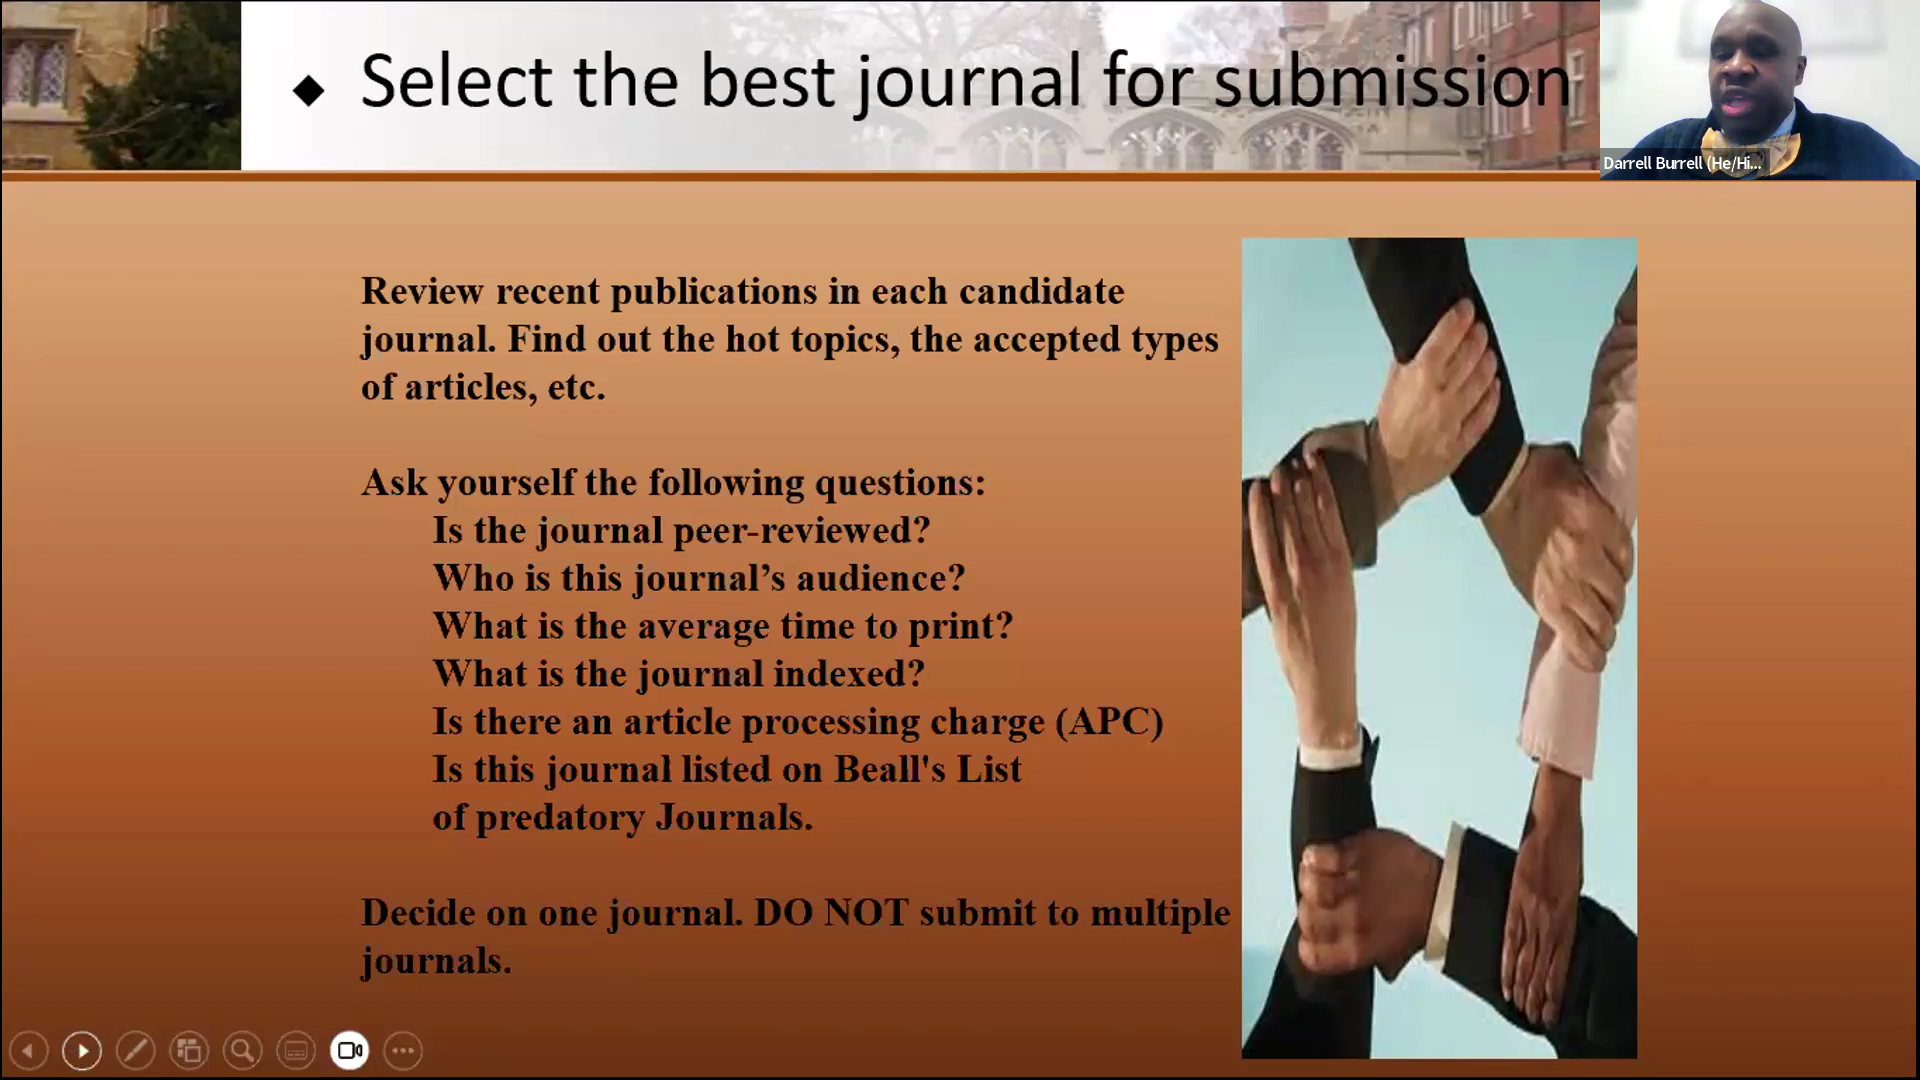 ◆ Select the best journal for submission
Darrell Burrell (He/Hi...
Review recent publications in each candidate
journal. Find out the hot topics, the accepted types
of articles, etc.
Ask yourself the following questions:
Is the journal peer-reviewed?
Who is this journal’s audience?
What is the average time to print?
What is the journal indexed?
Is there an article processing charge (APC)
Is this journal listed on Beall's List
of predatory Journals.
Decide on one journal. DO NOT submit to multiple
journals.